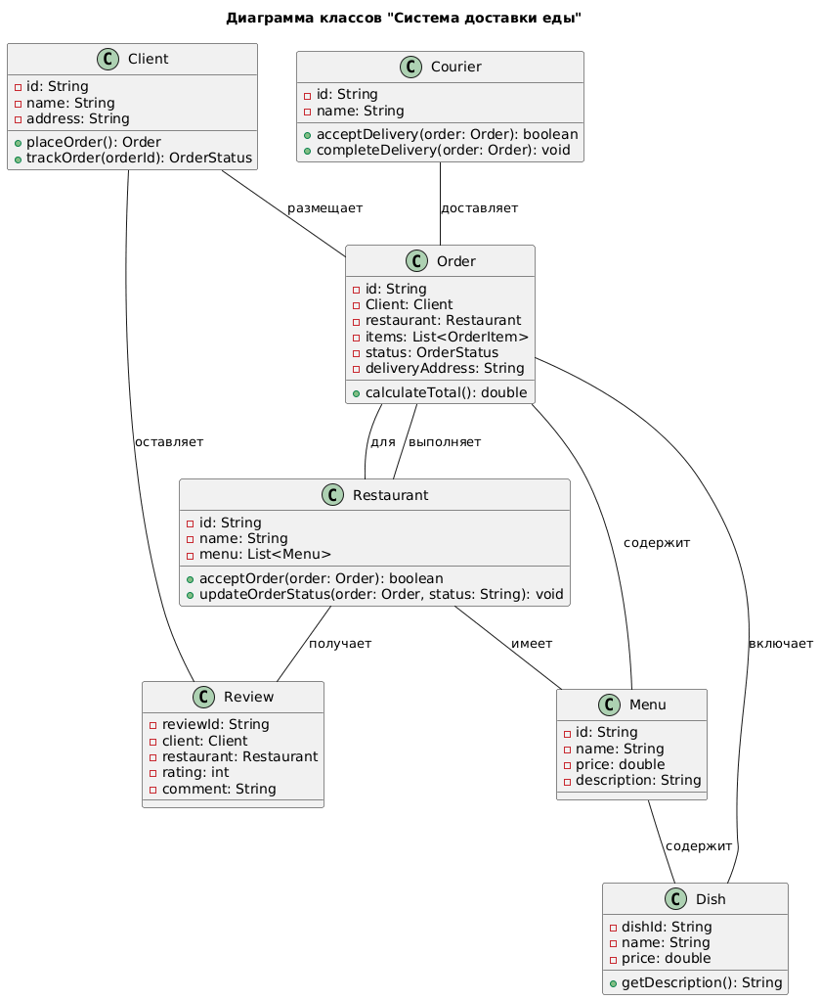 Диаграмма классов "Система доставки еды"
C Client
id: String
name: String
address: String
placeOrder(): Order
trackOrder(orderId): OrderStatus
C Courier
id: String
name: String
acceptDelivery(order: Order): boolean
completeDelivery(order: Order): void
размещает
доставляет
C Order
id: String
Client: Client
restaurant: Restaurant
items: List<OrderItem>
status: OrderStatus
deliveryAddress: String
calculateTotal(): double
оставляет
для
выполняет
C Restaurant
id: String
name: String
menu: List<Menu>
acceptOrder(order: Order): boolean
updateOrderStatus(order: Order, status: String): void
содержит
получает
имеет
включает
C Review
reviewId: String
client: Client
restaurant: Restaurant
rating: int
comment: String
C Menu
id: String
name: String
price: double
description: String
содержит
C Dish
dishId: String
name: String
price: double
getDescription(): String